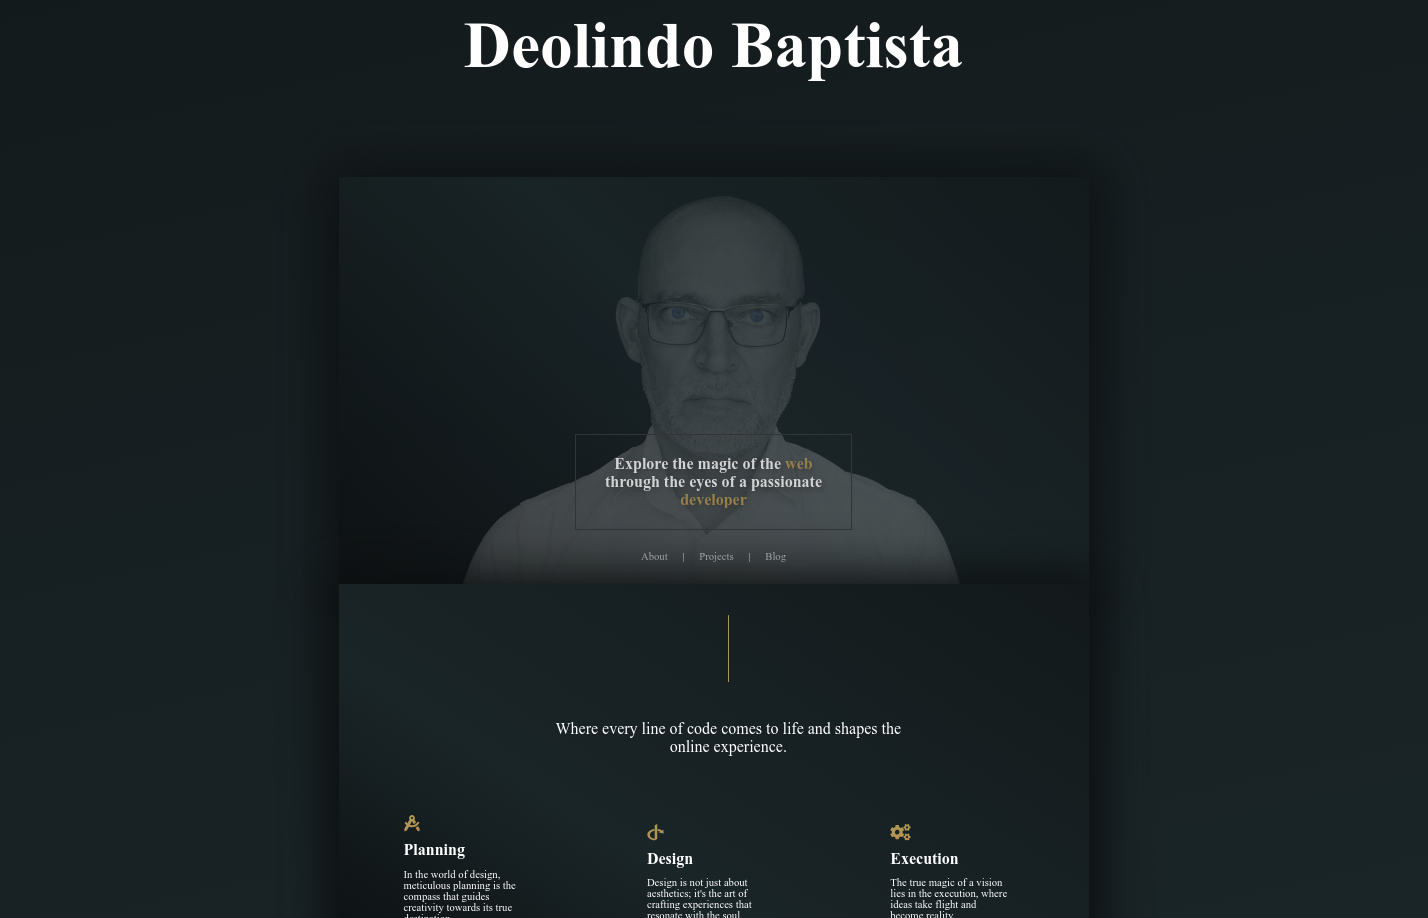 Deolindo Baptista
Explore the magic of the web
through the eyes of a passionate
developer
About | Projects | Blog
Where every line of code comes to life and shapes the
online experience.
Planning
In the world of design,
meticulous planning is the
compass that guides
creativity towards its true
destination.
Design
Design is not just about
aesthetics; it's the art of
crafting experiences that
resonate with the soul.
Execution
The true magic of a vision
lies in the execution, where
ideas take flight and
become reality.